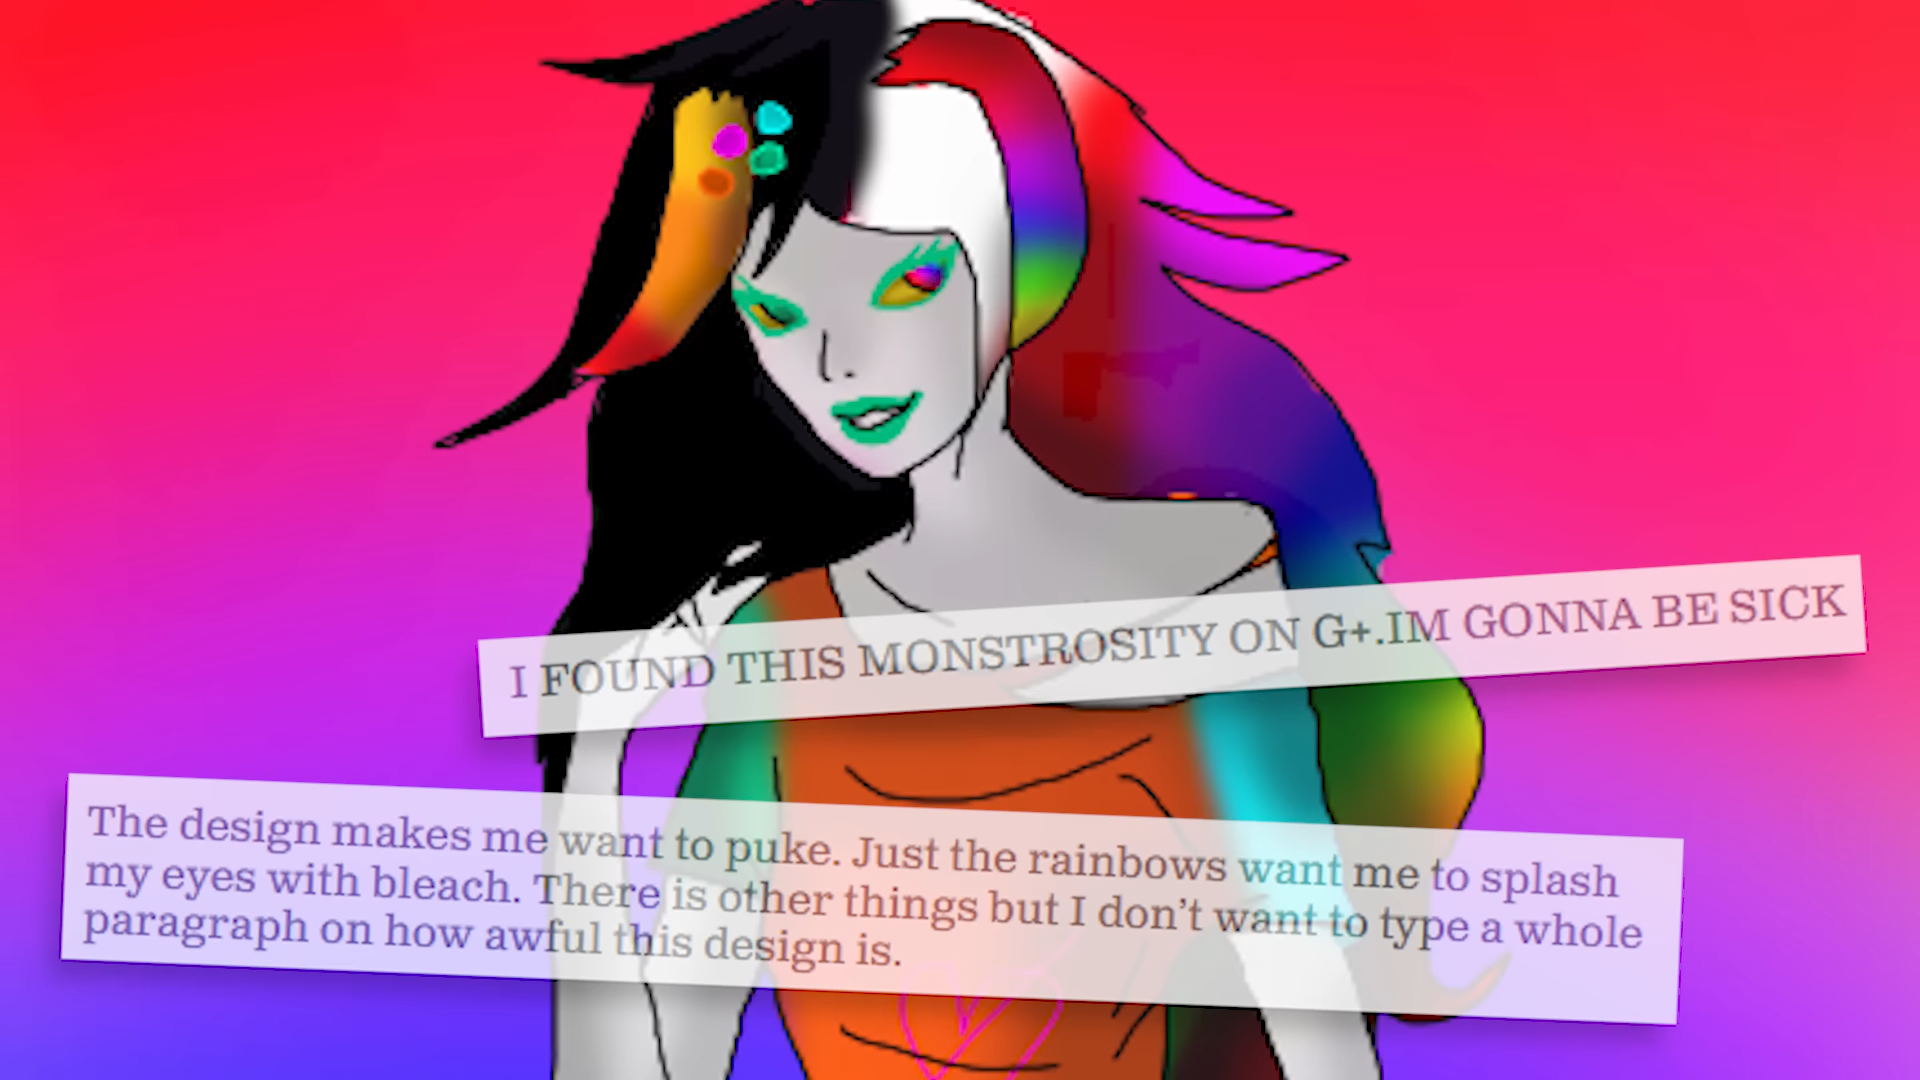 I FOUND THIS MONSTROSITY ON G+.IM GONNA BE SICK
The design makes me want to puke. Just the rainbows want me to splash
my eyes with bleach. There is other things but I don't want to type a whole
paragraph on how awful this design is.